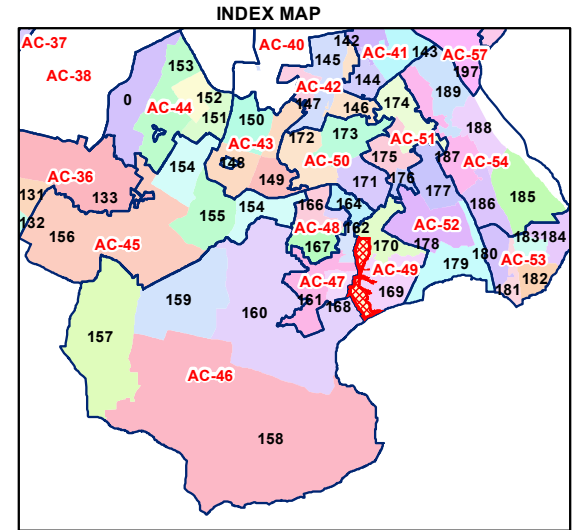 INDEX MAP
AC-37
AC-40
142
AC-41
143
AC-57
153
145
197
AC-38
144
0
152
AC-42
189
AC-44
147
146
174
151
150
188
173
AC-51
172
AC-43
148
AC-50
175
187
AC-54
154
AC-36
149
171
176
177
131
133
166
164
186
185
132
155
154
AC-48
162
AC-52
156
167
170
178
183
184
AC-45
180
AC-53
179
AC-47
AC-49
182
159
161
169
181
160
168
157
AC-46
158